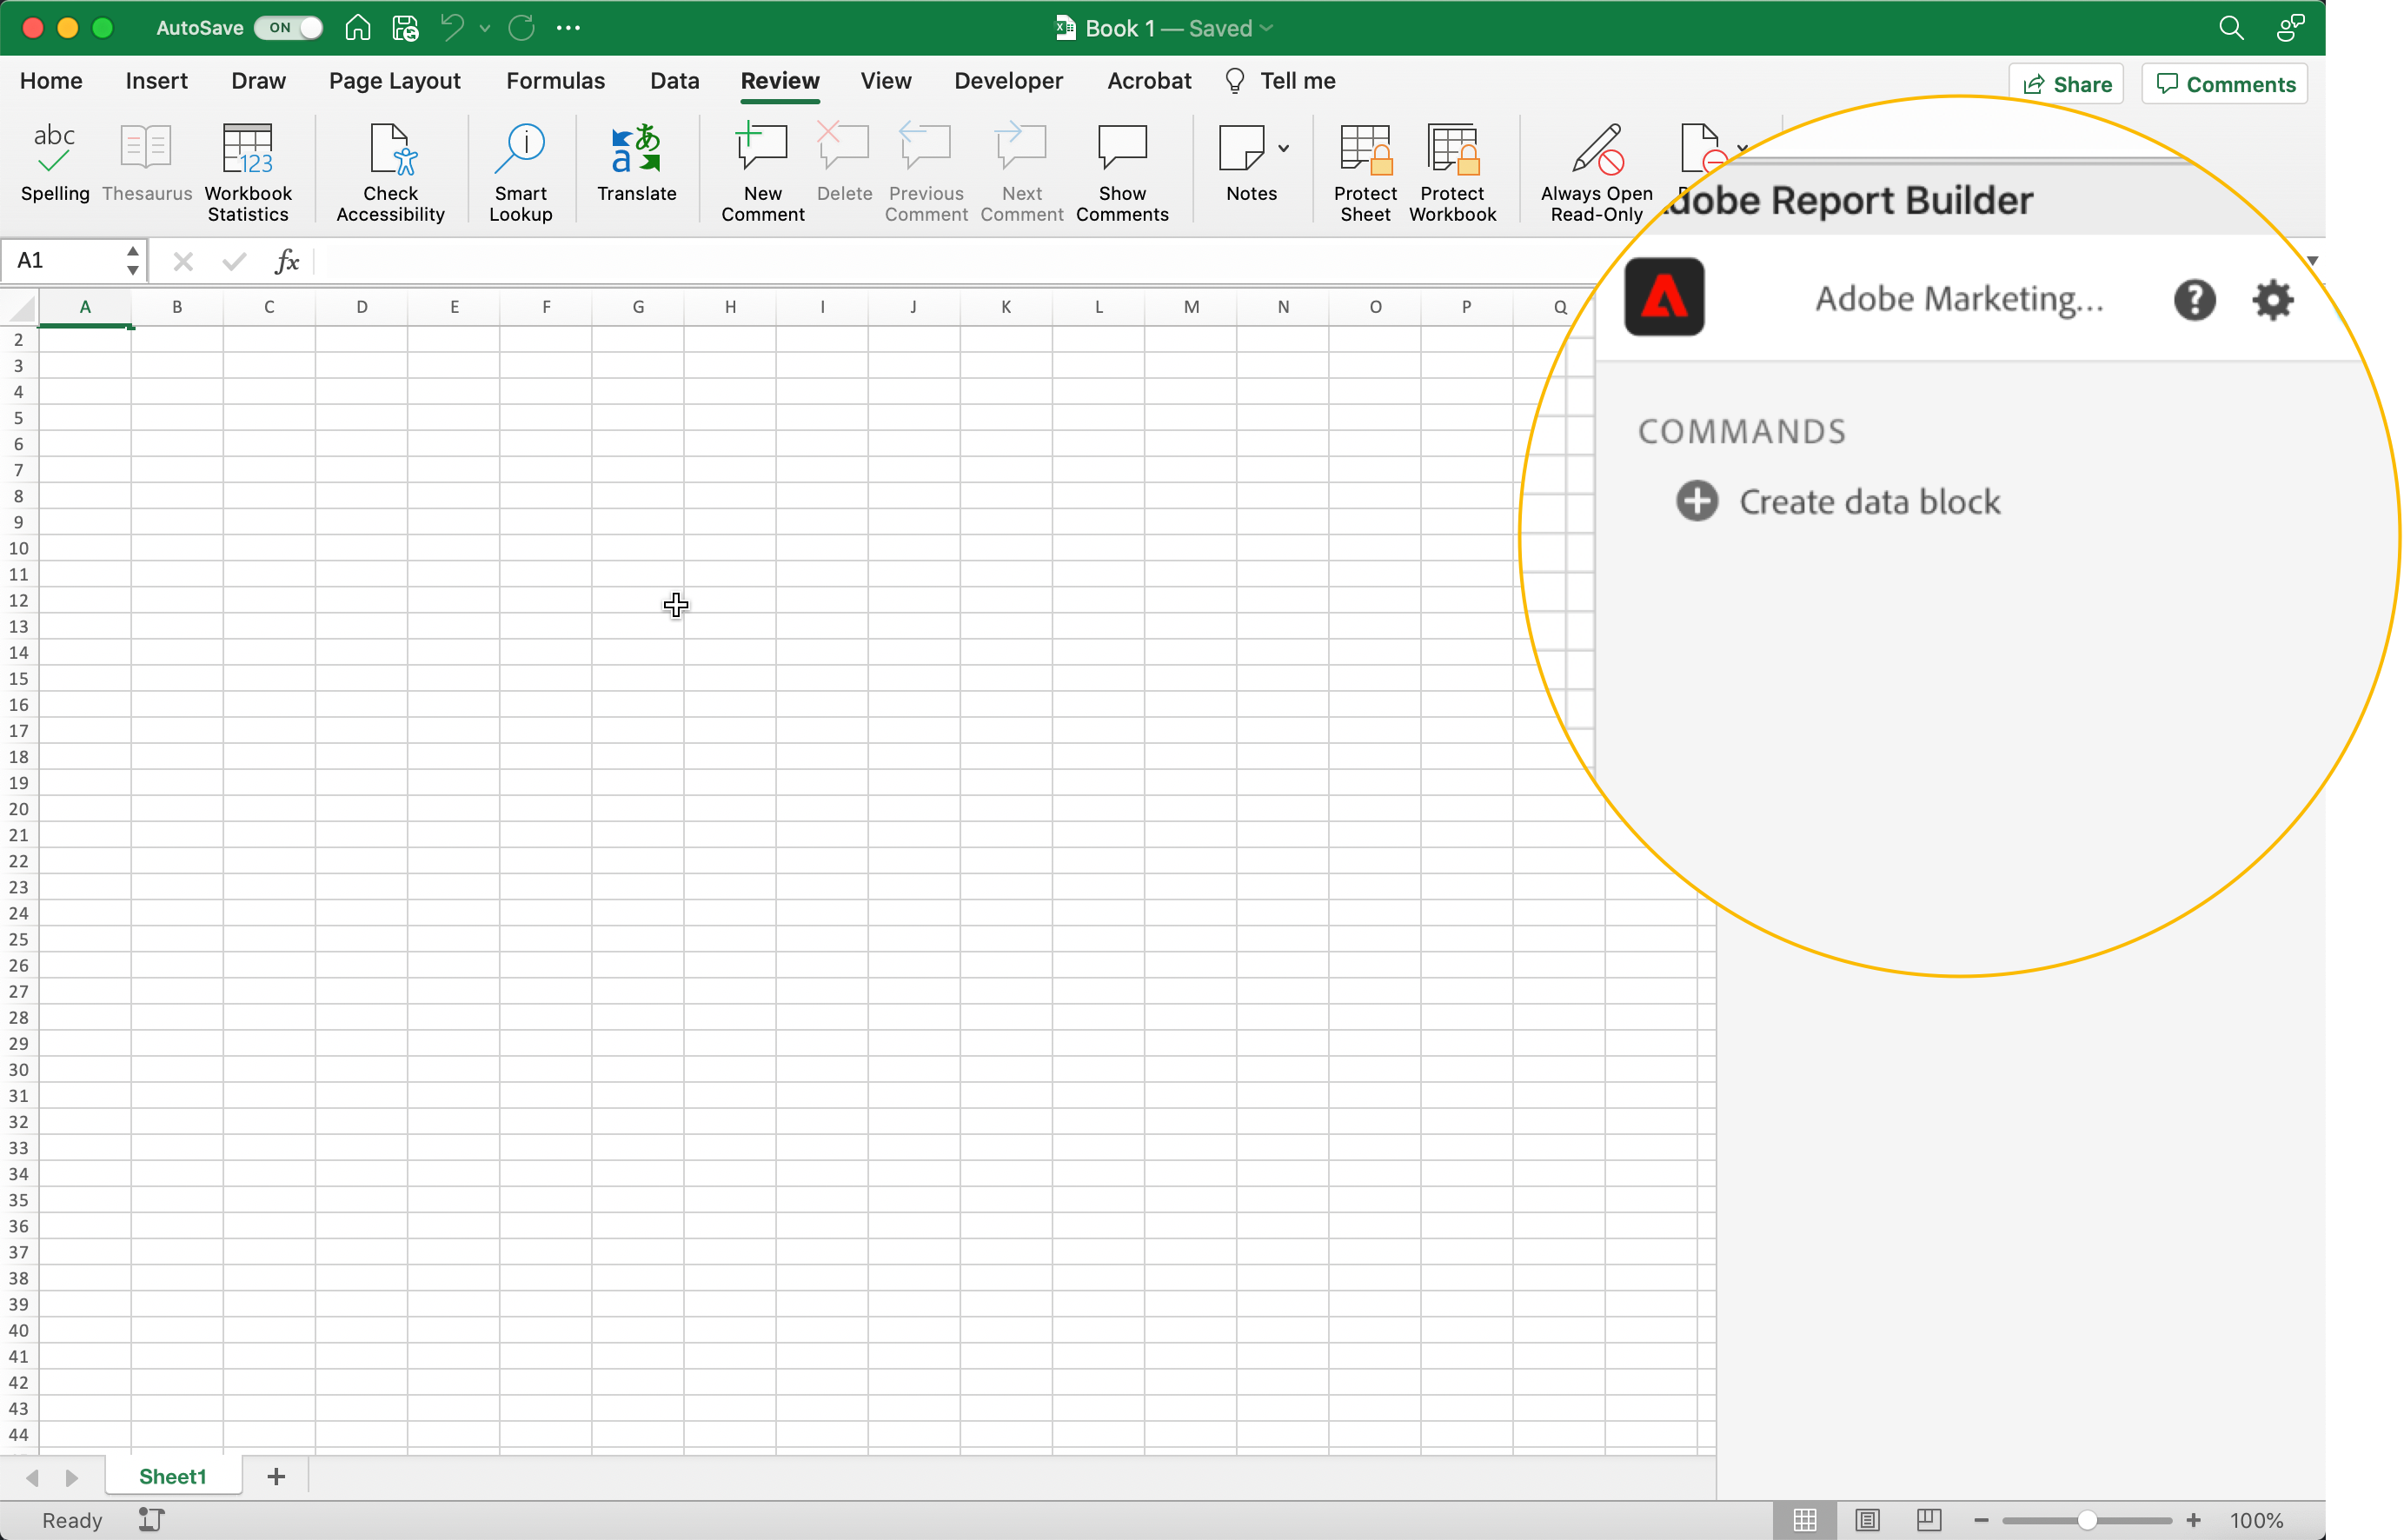 AutoSave ON
Book 1 — Saved
Home Insert Draw Page Layout Formulas Data Review View Developer Acrobat Tell me
Share Comments
abc
Spelling
Thesaurus
123
Workbook
Statistics
Check
Accessibility
Smart
Lookup
あ
a
Translate
New
Comment
Delete
Previous
Comment
Next
Comment
Show
Comments
Notes
Protect
Sheet
Protect
Workbook
Always Open
Read-Only
A1
fx
A B C D E F G H I J K L M N O P Q
2
3
4
5
6
7
8
9
10
11
12
13
14
15
16
17
18
19
20
21
22
23
24
25
26
27
28
29
30
31
32
33
34
35
36
37
38
39
40
41
42
43
44
Report Builder
Adobe Marketing...
COMMANDS
Create data block
Sheet1
Ready
100%